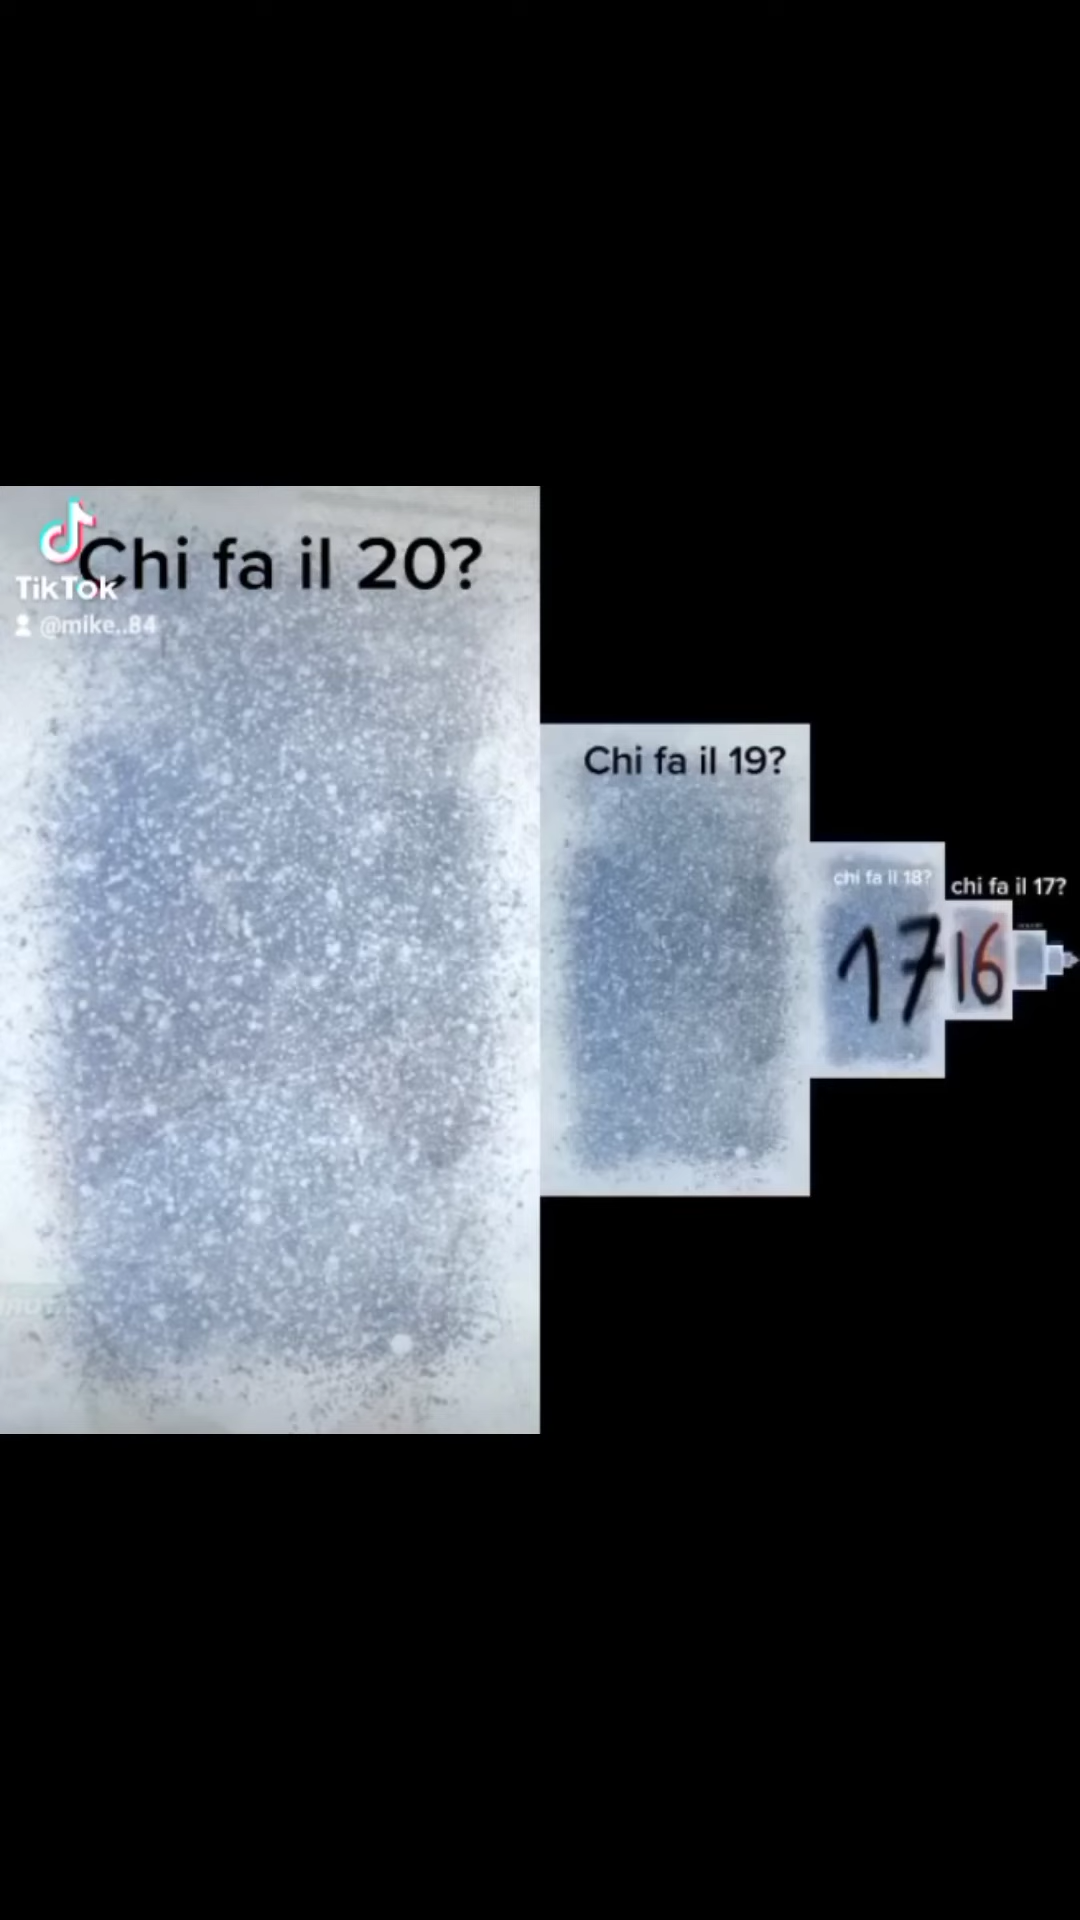 TikTok
@mike..84
Chi fa il 20?
Chi fa il 19?
chi fa il 18?
17
chi fa il 17?
16